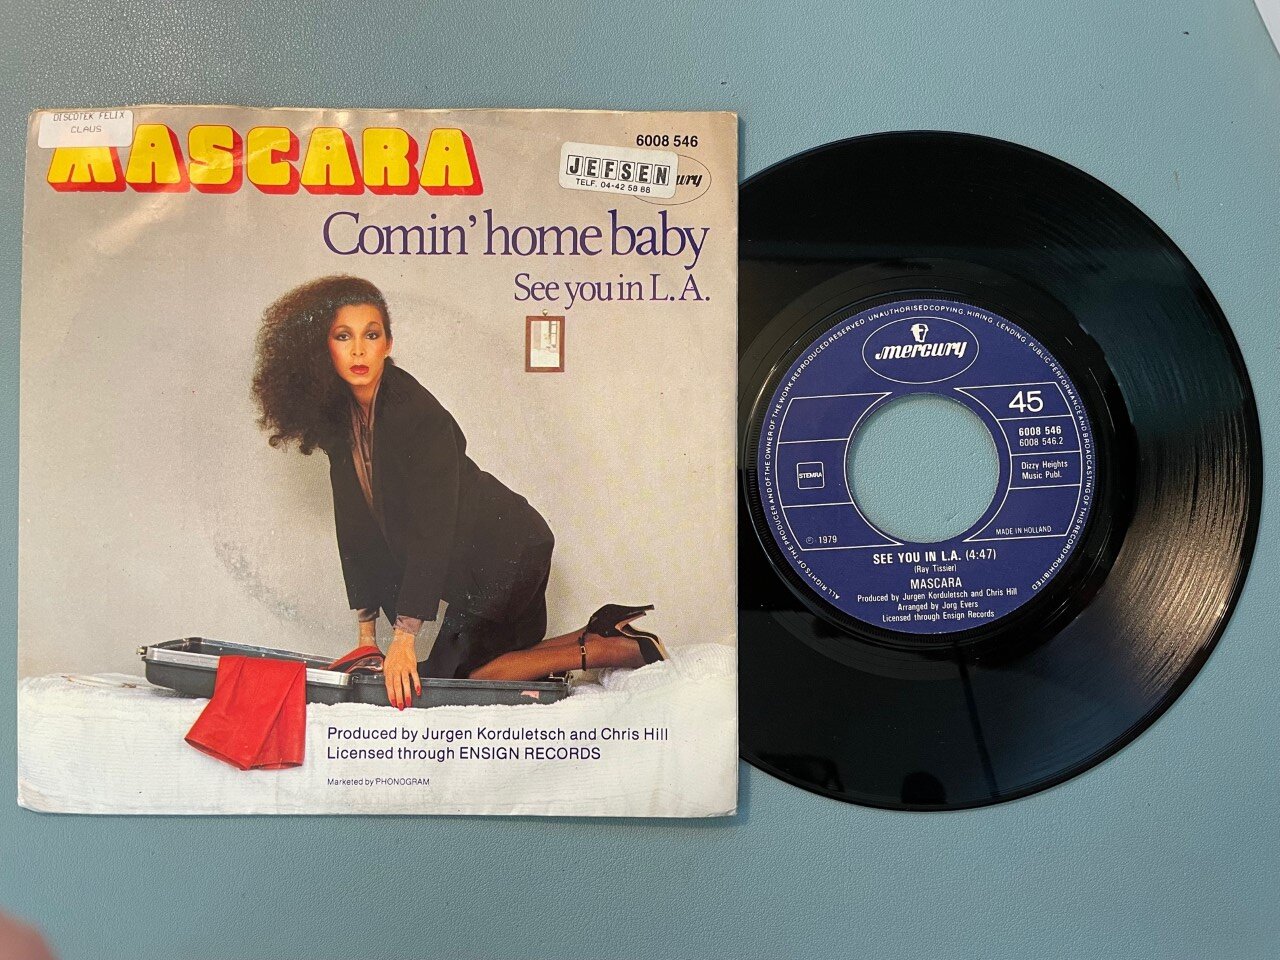 DISCOTEK FELIX
CLAUS
MASCARA
6008 546
JEFSEN
TELF. 04-42 58 88
Comin' home baby
See you in L.A.
Produced by Jurgen Korduletsch and Chris Hill
Licensed through ENSIGN RECORDS
Marketed by PHONOGRAM
ALL RIGHTS OF THE PRODUCER AND OF THE OWNER OF THE WORK REPRODUCED RESERVED. UNAUTHORISED COPYING, HIRING, LENDING, PUBLIC PERFORMANCE AND BROADCASTING OF THIS RECORD PROHIBITED
mercury
45
6008 546
6008 546.2
Dizzy Heights
Music Publ.
STEMRA
MADE IN HOLLAND
℗ 1979
SEE YOU IN L.A. (4:47)
(Ray Tissier)
MASCARA
Produced by Jurgen Korduletsch and Chris Hill
Arranged by Jorg Evers
Licensed through Ensign Records